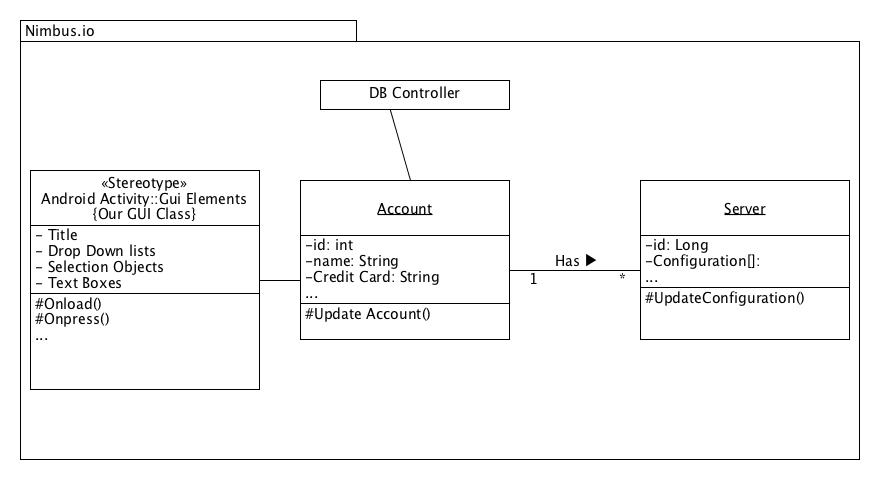 Nimbus.io
DB Controller
«Stereotype»
Android Activity::Gui Elements
{Our GUI Class}
- Title
- Drop Down lists
- Selection Objects
- Text Boxes
#Onload()
#Onpress()
...
Account
-id: int
-name: String
-Credit Card: String
...
#Update Account()
Has ▶
1
*
Server
-id: Long
-Configuration[]:
...
#UpdateConfiguration()